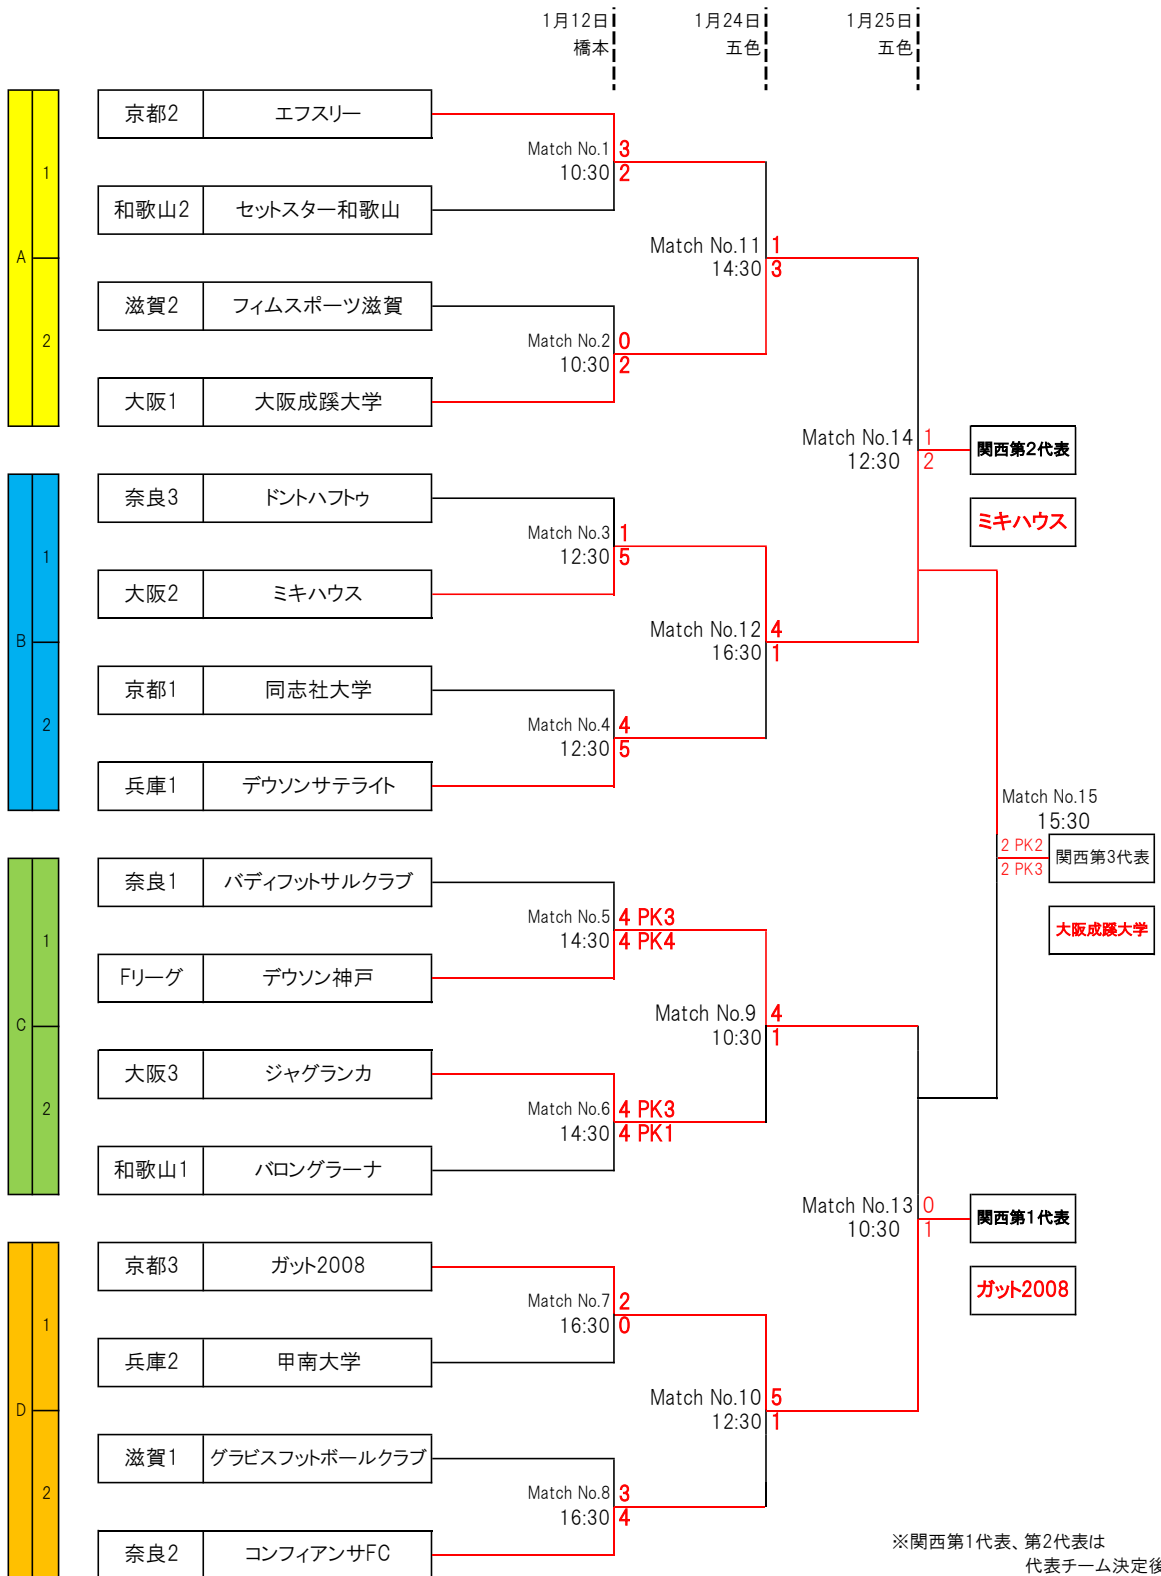 1月12日
橋本
1月24日
五色
1月25日
五色
A
1
2
京都2 エフスリー
Match No.1 3
10:30 2
和歌山2 セットスター和歌山
Match No.11 1
14:30 3
滋賀2 フィムスポーツ滋賀
Match No.2 0
10:30 2
大阪1 大阪成蹊大学
Match No.14 1
12:30 2
関西第2代表
ミキハウス
B
1
2
奈良3 ドントハフトゥ
Match No.3 1
12:30 5
大阪2 ミキハウス
Match No.12 4
16:30 1
京都1 同志社大学
Match No.4 4
12:30 5
兵庫1 デウソンサテライト
Match No.15
15:30
2 PK2
2 PK3
関西第3代表
大阪成蹊大学
C
1
2
奈良1 バディフットサルクラブ
Match No.5 4 PK3
14:30 4 PK4
Fリーグ デウソン神戸
Match No.9 4
10:30 1
大阪3 ジャグランカ
Match No.6 4 PK3
14:30 4 PK1
和歌山1 バロングラーナ
Match No.13 0
10:30 1
関西第1代表
ガット2008
D
1
2
京都3 ガット2008
Match No.7 2
16:30 0
兵庫2 甲南大学
Match No.10 5
12:30 1
滋賀1 グラビスフットボールクラブ
Match No.8 3
16:30 4
奈良2 コンフィアンサFC
※関西第1代表、第2代表は
代表チーム決定後